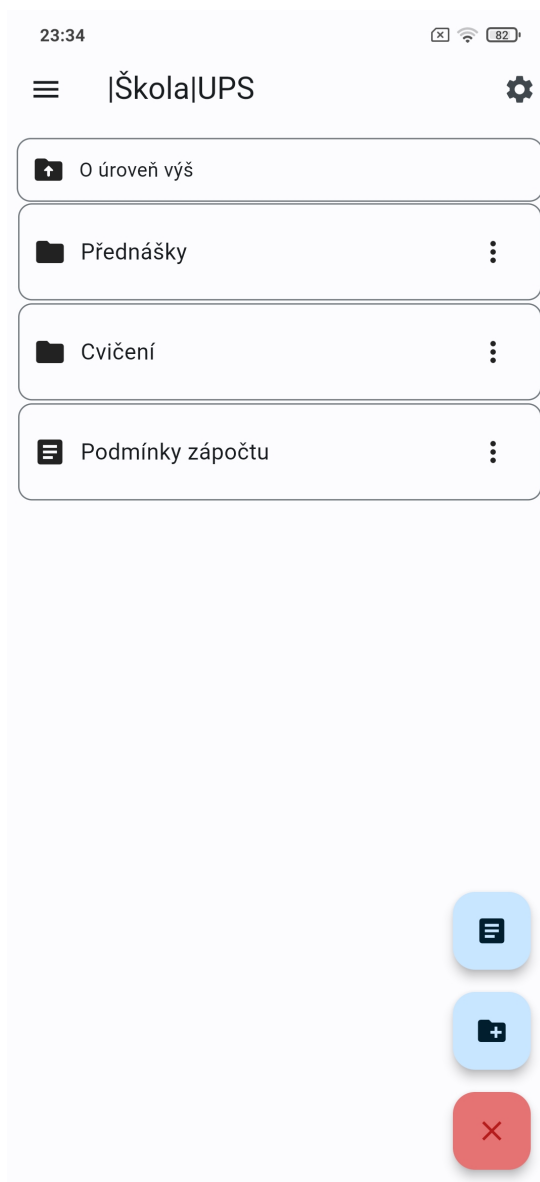 23:34
82
|Škola|UPS
O úroveň výš
Přednášky
Cvičení
Podmínky zápočtu